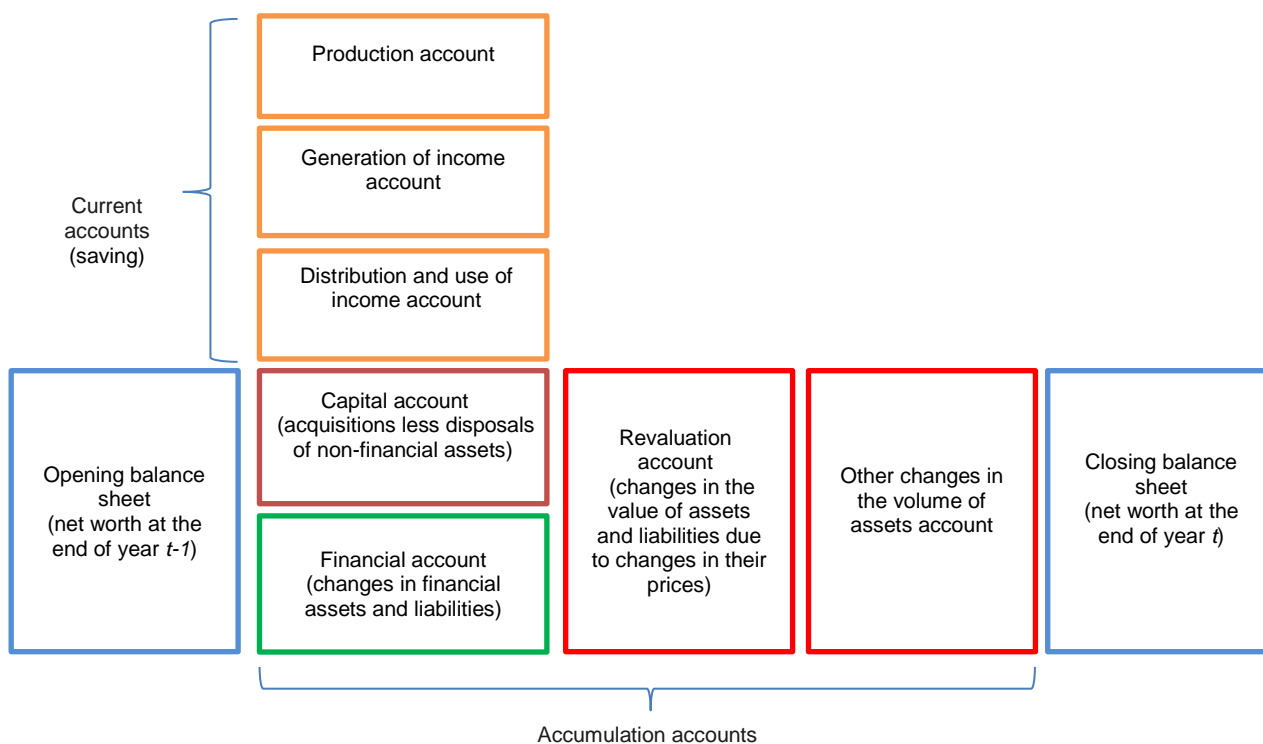 Production account
Generation of income
account
Current
accounts
(saving)
Distribution and use of
income account
Opening balance
sheet
(net worth at the
end of year t-1)
Capital account
(acquisitions less disposals
of non-financial assets)
Financial account
(changes in financial
assets and liabilities)
Revaluation
account
(changes in the
value of assets
and liabilities due
to changes in their
prices)
Other changes in
the volume of
assets account
Closing balance
sheet
(net worth at the
end of year t)
Accumulation accounts